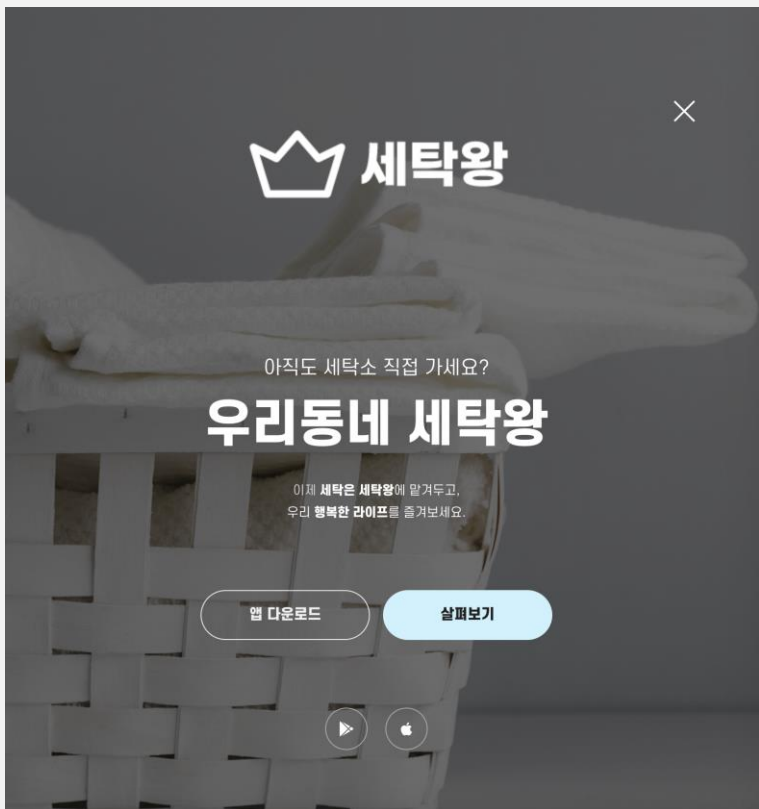 세탁왕
아직도 세탁소 직접 가세요?
우리동네 세탁왕
이제 세탁은 세탁왕에 맡겨두고,
우리 행복한 라이프를 즐겨보세요.
앱 다운로드
살펴보기